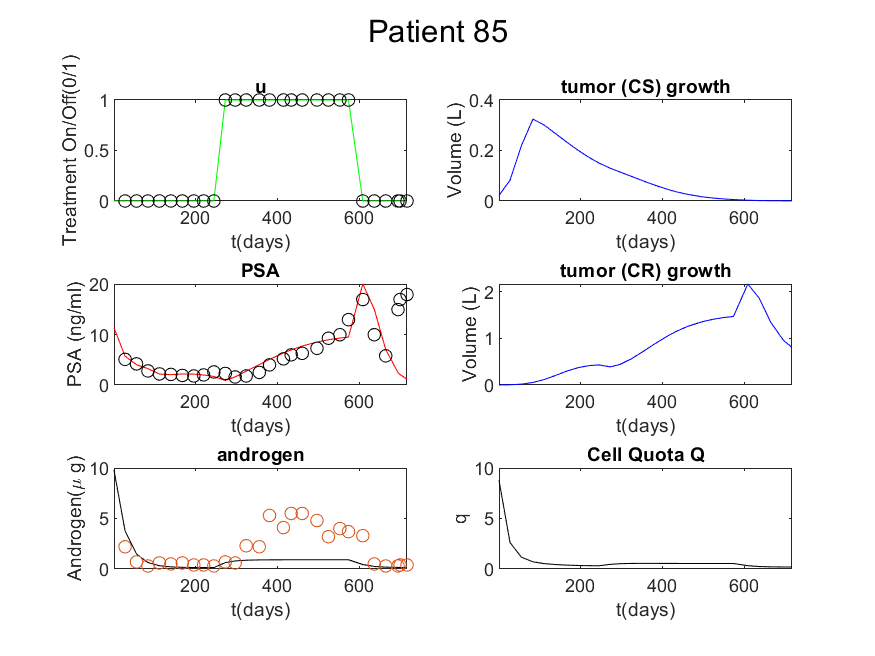 Patient 85
u
Treatment On/Off(0/1)
1
0.5
0
200
400
600
t(days)
tumor (CS) growth
Volume (L)
0.4
0.2
0
200
400
600
t(days)
PSA
PSA (ng/ml)
20
10
0
200
400
600
t(days)
tumor (CR) growth
Volume (L)
2
1
0
200
400
600
t(days)
androgen
Androgen(μ g)
10
5
0
200
400
600
t(days)
Cell Quota Q
q
10
5
0
200
400
600
t(days)